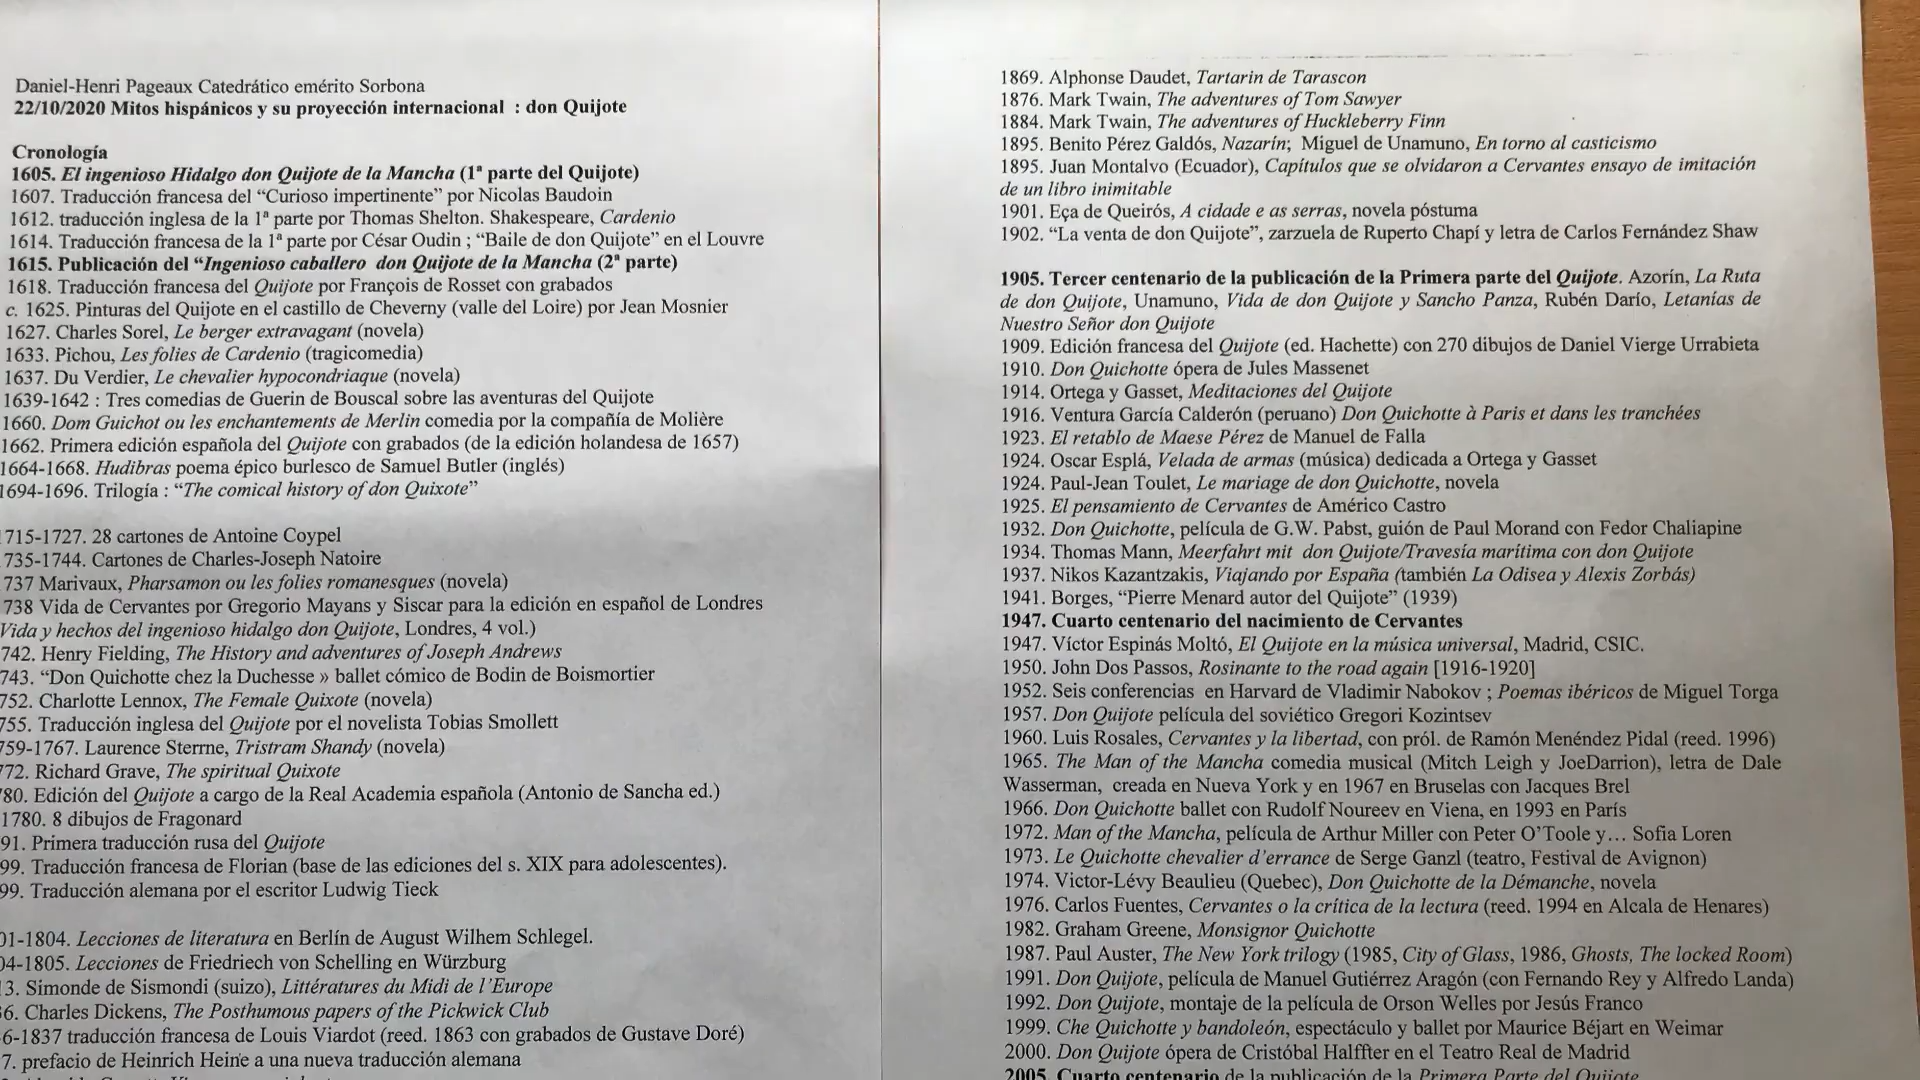 Daniel-Henri Pageaux Catedrático emérito Sorbona
22/10/2020 Mitos hispánicos y su proyección internacional : don Quijote
Cronología
1605. El ingenioso Hidalgo don Quijote de la Mancha (1ª parte del Quijote)
1607. Traducción francesa del “Curioso impertinente” por Nicolas Baudoin
1612. traducción inglesa de la 1ª parte por Thomas Shelton. Shakespeare, Cardenio
1614. Traducción francesa de la 1ª parte por César Oudin ; “Baile de don Quijote” en el Louvre
1615. Publicación del “Ingenioso caballero don Quijote de la Mancha (2ª parte)
1618. Traducción francesa del Quijote por François de Rosset con grabados
c. 1625. Pinturas del Quijote en el castillo de Cheverny (valle del Loire) por Jean Mosnier
1627. Charles Sorel, Le berger extravagant (novela)
1633. Pichou, Les folies de Cardenio (tragicomedia)
1637. Du Verdier, Le chevalier hypocondriaque (novela)
1639-1642 : Tres comedias de Guerin de Bouscal sobre las aventuras del Quijote
1660. Dom Guichot ou les enchantements de Merlin comedia por la compañía de Molière
1662. Primera edición española del Quijote con grabados (de la edición holandesa de 1657)
1664-1668. Hudibras poema épico burlesco de Samuel Butler (inglés)
1694-1696. Trilogía : “The comical history of don Quixote”
715-1727. 28 cartones de Antoine Coypel
735-1744. Cartones de Charles-Joseph Natoire
737 Marivaux, Pharsamon ou les folies romanesques (novela)
738 Vida de Cervantes por Gregorio Mayans y Siscar para la edición en español de Londres
Vida y hechos del ingenioso hidalgo don Quijote, Londres, 4 vol.)
742. Henry Fielding, The History and adventures of Joseph Andrews
743. “Don Quichotte chez la Duchesse » ballet cómico de Bodin de Boismortier
752. Charlotte Lennox, The Female Quixote (novela)
755. Traducción inglesa del Quijote por el novelista Tobias Smollett
759-1767. Laurence Sterrne, Tristram Shandy (novela)
772. Richard Grave, The spiritual Quixote
80. Edición del Quijote a cargo de la Real Academia española (Antonio de Sancha ed.)
1780. 8 dibujos de Fragonard
91. Primera traducción rusa del Quijote
99. Traducción francesa de Florian (base de las ediciones del s. XIX para adolescentes).
99. Traducción alemana por el escritor Ludwig Tieck
01-1804. Lecciones de literatura en Berlín de August Wilhem Schlegel.
04-1805. Lecciones de Friedriech von Schelling en Würzburg
3. Simonde de Sismondi (suizo), Littératures du Midi de l’Europe
6. Charles Dickens, The Posthumous papers of the Pickwick Club
6-1837 traducción francesa de Louis Viardot (reed. 1863 con grabados de Gustave Doré)
7. prefacio de Heinrich Heine a una nueva traducción alemana
1869. Alphonse Daudet, Tartarin de Tarascon
1876. Mark Twain, The adventures of Tom Sawyer
1884. Mark Twain, The adventures of Huckleberry Finn
1895. Benito Pérez Galdós, Nazarín; Miguel de Unamuno, En torno al casticismo
1895. Juan Montalvo (Ecuador), Capítulos que se olvidaron a Cervantes ensayo de imitación
de un libro inimitable
1901. Eça de Queirós, A cidade e as serras, novela póstuma
1902. “La venta de don Quijote”, zarzuela de Ruperto Chapí y letra de Carlos Fernández Shaw
1905. Tercer centenario de la publicación de la Primera parte del Quijote. Azorín, La Ruta
de don Quijote, Unamuno, Vida de don Quijote y Sancho Panza, Rubén Darío, Letanías de
Nuestro Señor don Quijote
1909. Edición francesa del Quijote (ed. Hachette) con 270 dibujos de Daniel Vierge Urrabieta
1910. Don Quichotte ópera de Jules Massenet
1914. Ortega y Gasset, Meditaciones del Quijote
1916. Ventura García Calderón (peruano) Don Quichotte à Paris et dans les tranchées
1923. El retablo de Maese Pérez de Manuel de Falla
1924. Oscar Esplá, Velada de armas (música) dedicada a Ortega y Gasset
1924. Paul-Jean Toulet, Le mariage de don Quichotte, novela
1925. El pensamiento de Cervantes de Américo Castro
1932. Don Quichotte, película de G.W. Pabst, guión de Paul Morand con Fedor Chaliapine
1934. Thomas Mann, Meerfahrt mit don Quijote/Travesía marítima con don Quijote
1937. Nikos Kazantzakis, Viajando por España (también La Odisea y Alexis Zorbás)
1941. Borges, “Pierre Menard autor del Quijote” (1939)
1947. Cuarto centenario del nacimiento de Cervantes
1947. Víctor Espinás Moltó, El Quijote en la música universal, Madrid, CSIC.
1950. John Dos Passos, Rosinante to the road again [1916-1920]
1952. Seis conferencias en Harvard de Vladimir Nabokov ; Poemas ibéricos de Miguel Torga
1957. Don Quijote película del soviético Gregori Kozintsev
1960. Luis Rosales, Cervantes y la libertad, con pról. de Ramón Menéndez Pidal (reed. 1996)
1965. The Man of the Mancha comedia musical (Mitch Leigh y JoeDarrion), letra de Dale
Wasserman, creada en Nueva York y en 1967 en Bruselas con Jacques Brel
1966. Don Quichotte ballet con Rudolf Noureev en Viena, en 1993 en París
1972. Man of the Mancha, película de Arthur Miller con Peter O’Toole y… Sofia Loren
1973. Le Quichotte chevalier d’errance de Serge Ganzl (teatro, Festival de Avignon)
1974. Victor-Lévy Beaulieu (Quebec), Don Quichotte de la Démanche, novela
1976. Carlos Fuentes, Cervantes o la crítica de la lectura (reed. 1994 en Alcala de Henares)
1982. Graham Greene, Monsignor Quichotte
1987. Paul Auster, The New York trilogy (1985, City of Glass, 1986, Ghosts, The locked Room)
1991. Don Quijote, película de Manuel Gutiérrez Aragón (con Fernando Rey y Alfredo Landa)
1992. Don Quijote, montaje de la película de Orson Welles por Jesús Franco
1999. Che Quichotte y bandoleón, espectáculo y ballet por Maurice Béjart en Weimar
2000. Don Quijote ópera de Cristóbal Halffter en el Teatro Real de Madrid
2005. Cuarto centenario de la publicación de la Primera Parte del Quijote